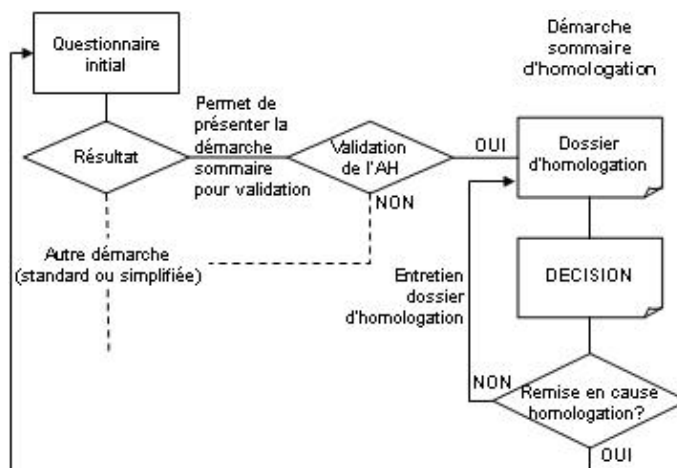 Démarche
sommaire
d'homologation
Questionnaire
initial
Permet de
présenter la
démarche
sommaire
pour validation
Résultat
Validation
de l'AH
OUI
Dossier
d'homologation
NON
Autre démarche
(standard ou simplifiée)
Entretien
dossier
d'homologation
DECISION
NON
Remise en cause
homologation?
OUI